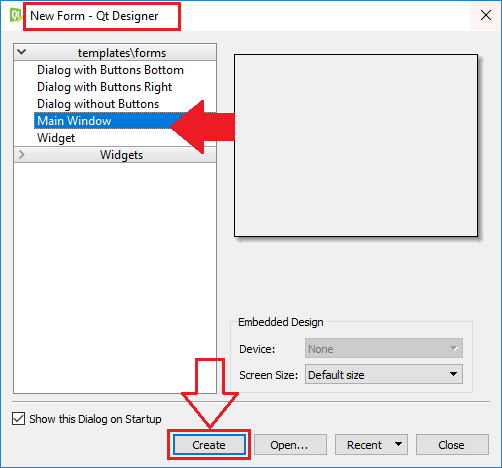 New Form - Qt Designer
templates\forms
Dialog with Buttons Bottom
Dialog with Buttons Right
Dialog without Buttons
Main Window
Widget
Widgets
Embedded Design
Device: None
Screen Size: Default size
Show this Dialog on Startup
Create Open... Recent Close